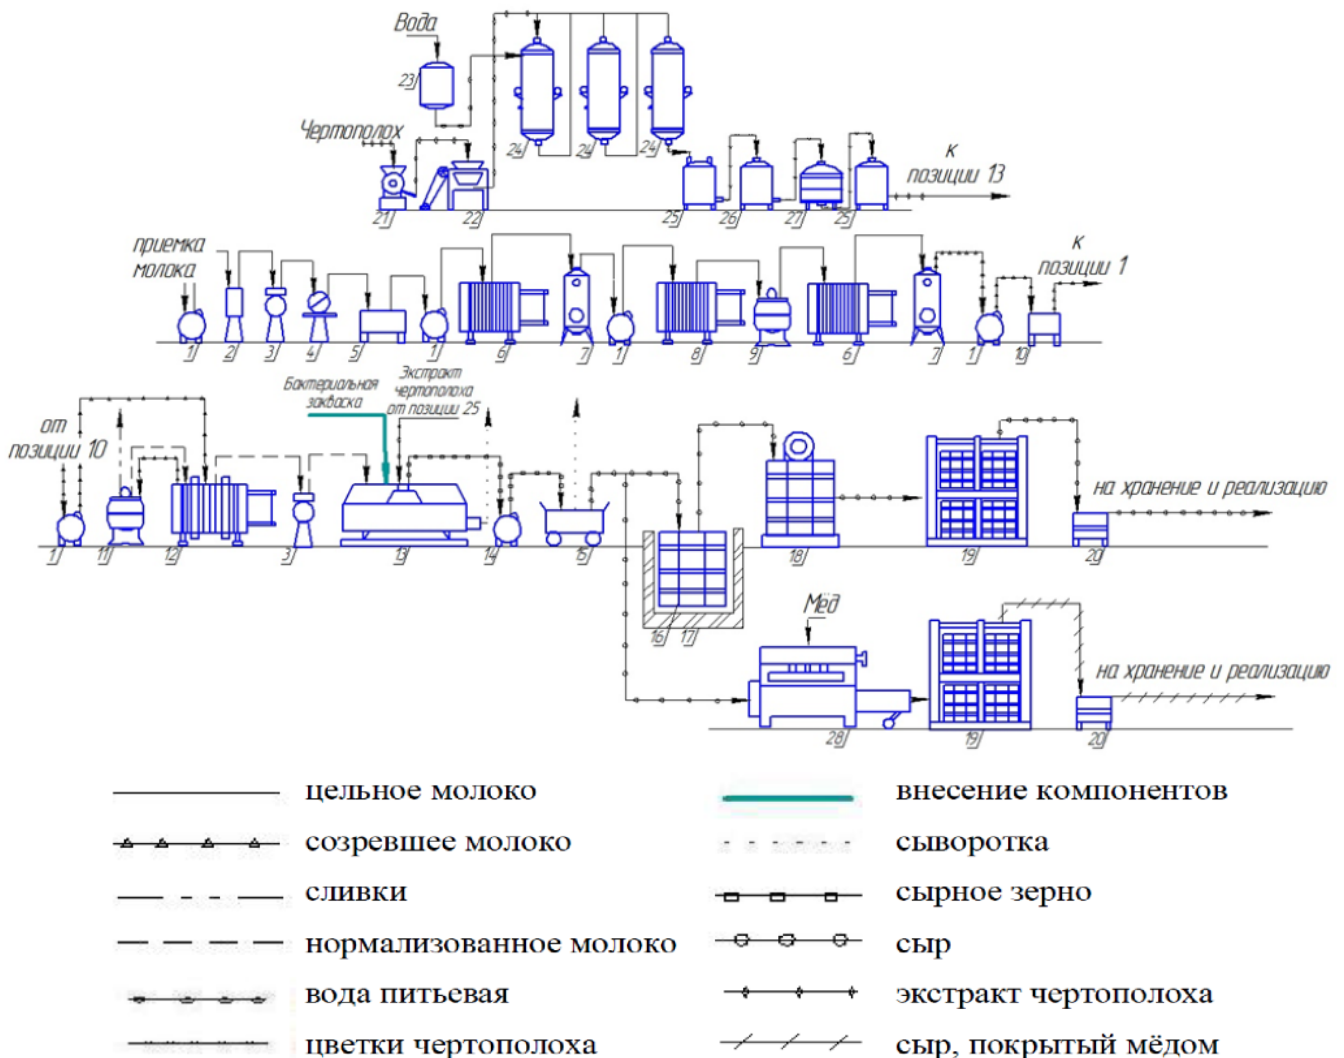 Вода
23
Чертополох
24
24
24
21
22
25
26
27
25
к
позиции 13
приемка
молока
1
2
3
4
5
1
6
7
1
8
9
6
7
1
10
к
позиции 1
от
позиции 10
Бактериальная
закваска
Экстракт
чертополоха
от позиции 25
1
11
12
3
13
14
15
16
17
18
19
20
на хранение и реализацию
Мёд
28
19
20
на хранение и реализацию
цельное молоко
созревшее молоко
сливки
нормализованное молоко
вода питьевая
цветки чертополоха
внесение компонентов
сыворотка
сырное зерно
сыр
экстракт чертополоха
сыр, покрытый мёдом